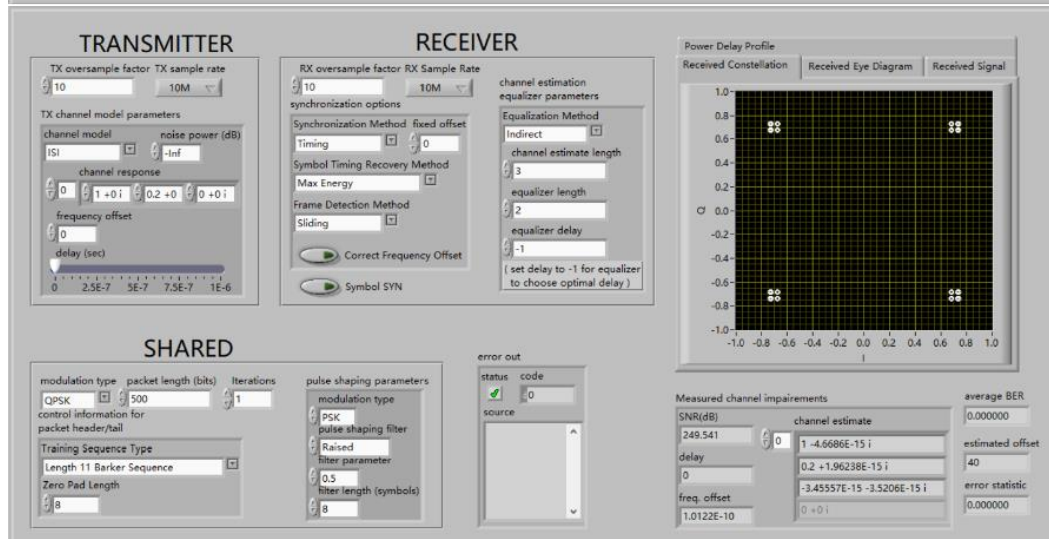 TRANSMITTER
TX oversample factor TX sample rate
10 10M
TX channel model parameters
channel model noise power (dB)
ISI -Inf
channel response
0 1 +0 i 0.2 +0 0 +0 i
frequency offset
0
delay (sec)
0 2.5E-7 5E-7 7.5E-7 1E-6
RECEIVER
RX oversample factor RX Sample Rate
10 10M
synchronization options
Synchronization Method fixed offset
Timing 0
Symbol Timing Recovery Method
Max Energy
Frame Detection Method
Sliding
Correct Frequency Offset
Symbol SYN
channel estimation
equalizer parameters
Equalization Method
Indirect
channel estimate length
3
equalizer length
2
equalizer delay
-1
( set delay to -1 for equalizer
to choose optimal delay )
Power Delay Profile
Received Constellation Received Eye Diagram Received Signal
1.0
0.8
0.6
0.4
0.2
Q 0.0
-0.2
-0.4
-0.6
-0.8
-1.0
-1.0 -0.8 -0.6 -0.4 -0.2 0.0 0.2 0.4 0.6 0.8 1.0
I
SHARED
modulation type packet length (bits) Iterations
QPSK 500 1
control information for
packet header/tail
Training Sequence Type
Length 11 Barker Sequence
Zero Pad Length
8
pulse shaping parameters
modulation type
PSK
pulse shaping filter
Raised
filter parameter
0.5
filter length (symbols)
8
error out
status code
0
source
Measured channel impairements
SNR(dB)
249.541
delay
0
freq. offset
1.0122E-10
channel estimate
0 1 -4.6686E-15 i
0.2 +1.96238E-15 i
-3.45557E-15 -3.5206E-15 i
0 +0 i
average BER
0.000000
estimated offset
40
error statistic
0.000000